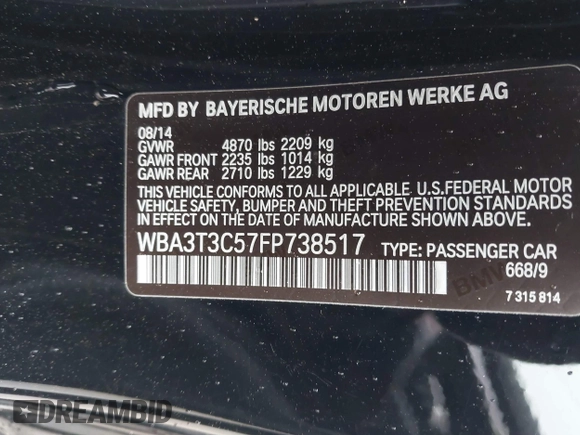 MFD BY BAYERISCHE MOTOREN WERKE AG
08/14
GVWR 4870 lbs 2209 kg
GAWR FRONT 2235 lbs 1014 kg
GAWR REAR 2710 lbs 1229 kg
THIS VEHICLE CONFORMS TO ALL APPLICABLE U.S.FEDERAL MOTOR
VEHICLE SAFETY, BUMPER AND THEFT PREVENTION STANDARDS
IN EFFECT ON THE DATE OF MANUFACTURE SHOWN ABOVE.
WBA3T3C57FP738517 TYPE: PASSENGER CAR
668/9
BMW
7 315 814
DREAMBID